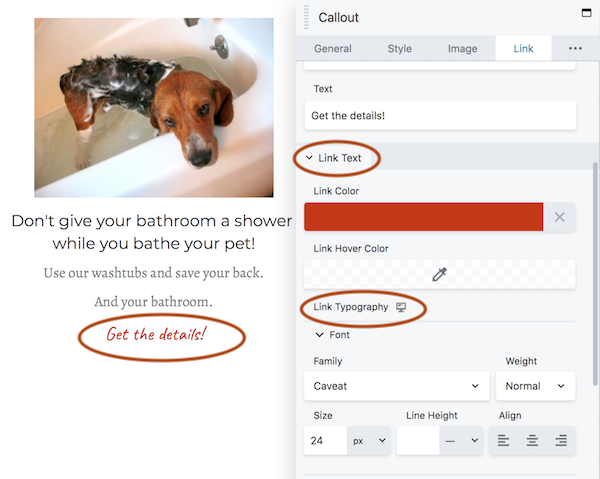 Don't give your bathroom a shower
while you bathe your pet!
Use our washtubs and save your back.
And your bathroom.
Get the details!
Callout
General Style Image Link
Text
Get the details!
Link Text
Link Color
Link Hover Color
Link Typography
Font
Family Weight
Caveat Normal
Size Line Height Align
24 px —